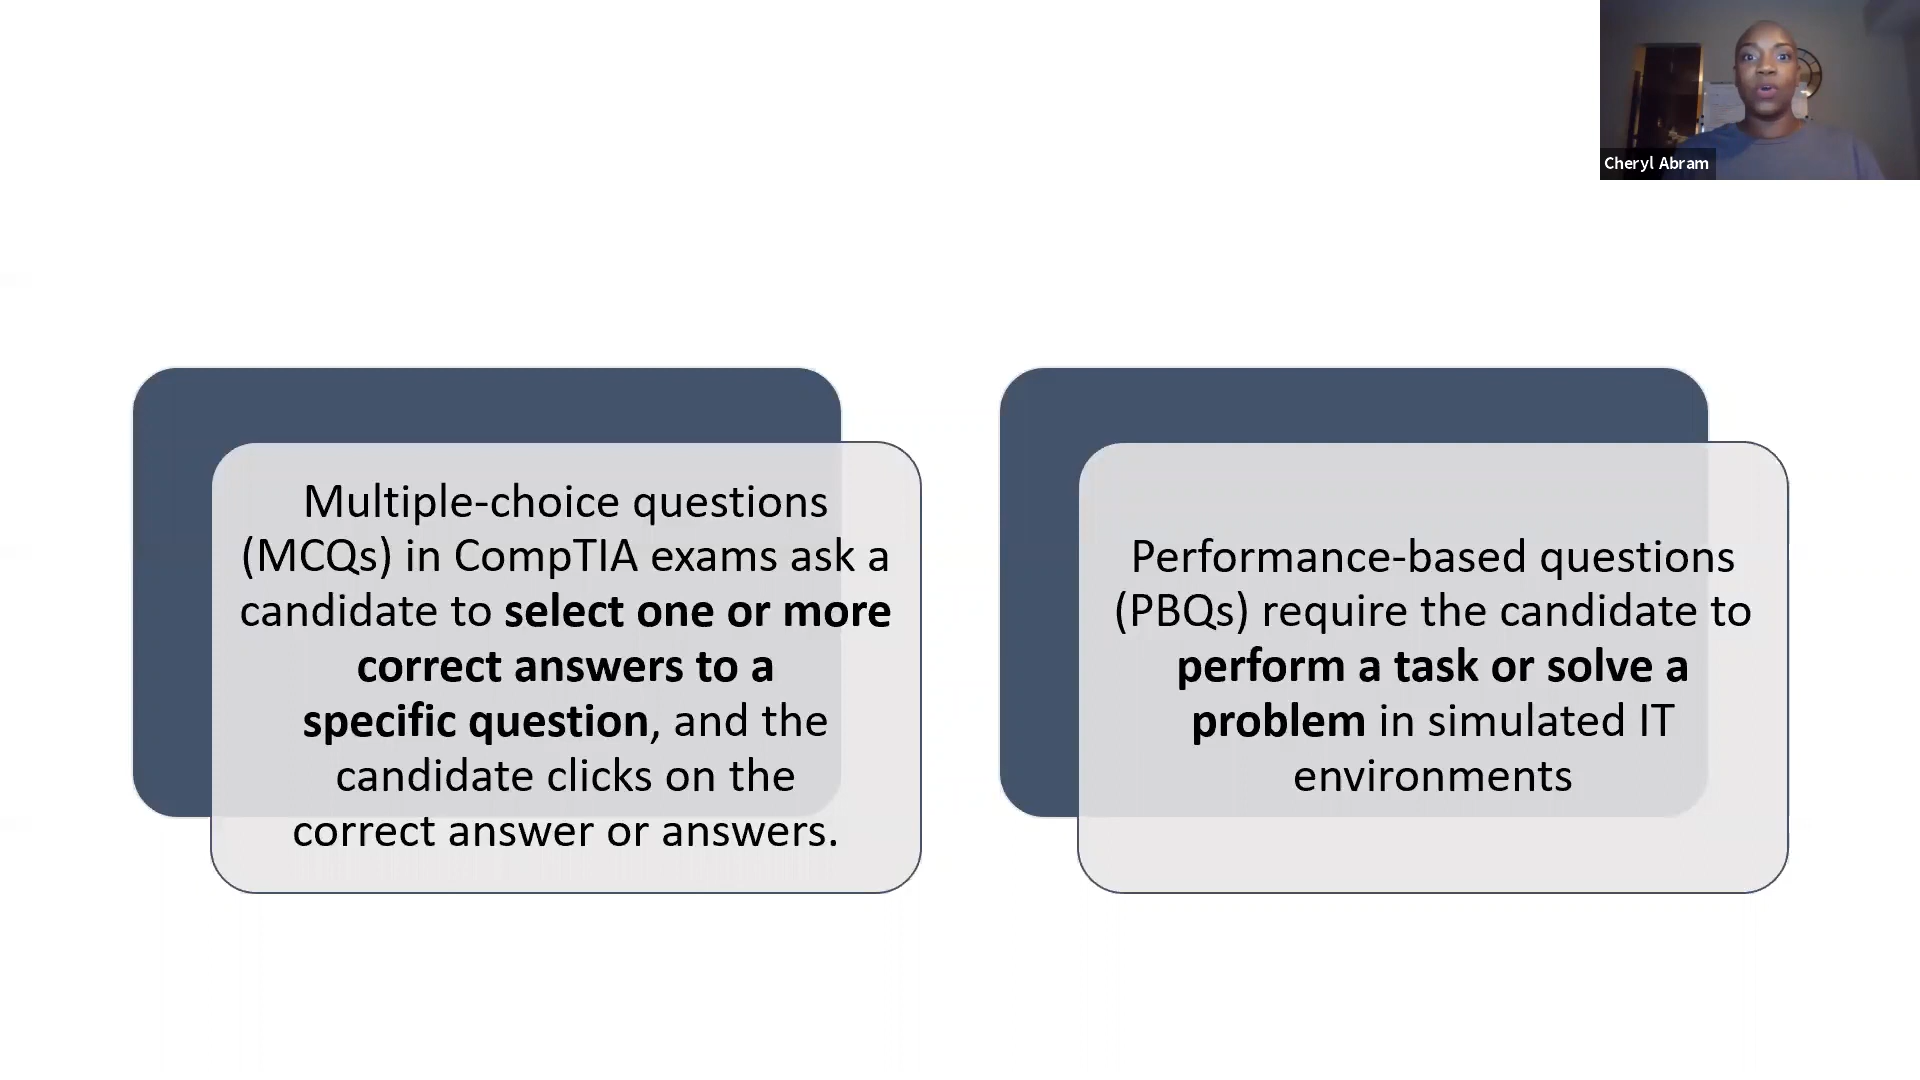 Cheryl Abram
Multiple-choice questions
(MCQs) in CompTIA exams ask a
candidate to select one or more
correct answers to a
specific question, and the
candidate clicks on the
correct answer or answers.
Performance-based questions
(PBQs) require the candidate to
perform a task or solve a
problem in simulated IT
environments